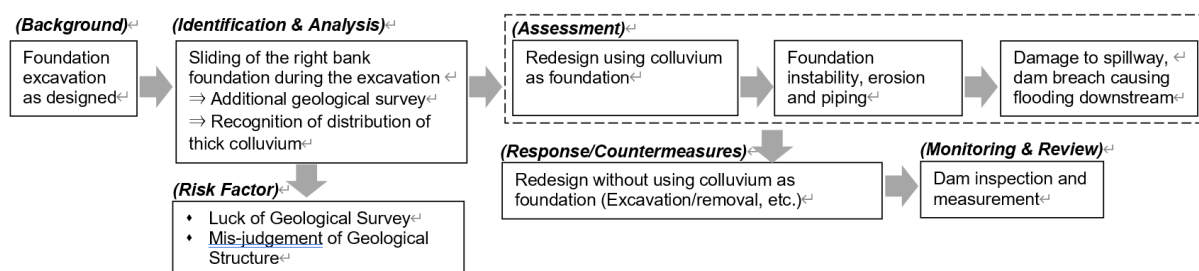 (Background)
Foundation
excavation
as designed
(Identification & Analysis)
Sliding of the right bank
foundation during the excavation
⇒ Additional geological survey
⇒ Recognition of distribution of
thick colluvium
(Risk Factor)
♦ Luck of Geological Survey
♦ Mis-judgement of Geological
Structure
(Assessment)
Redesign using colluvium
as foundation
Foundation
instability, erosion
and piping
Damage to spillway,
dam breach causing
flooding downstream
(Response/Countermeasures)
Redesign without using colluvium as
foundation (Excavation/removal, etc.)
(Monitoring & Review)
Dam inspection and
measurement